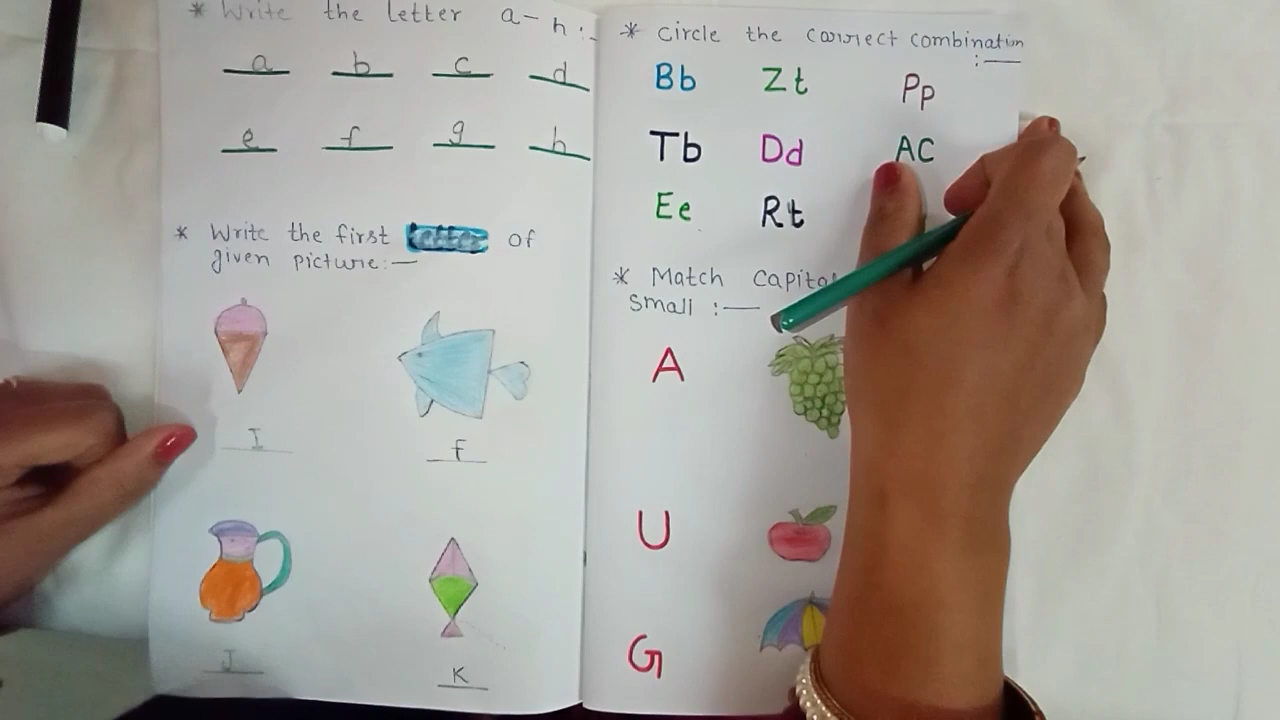 * Write the letter a-h:-
a b c d
e f g h
* Write the first letter of
given picture:—
I F
J K
* Circle the correct combination
:—
Bb Zt Pp
Tb Dd AC
Ee Rt
* Match Capita
small :—
A
U
G